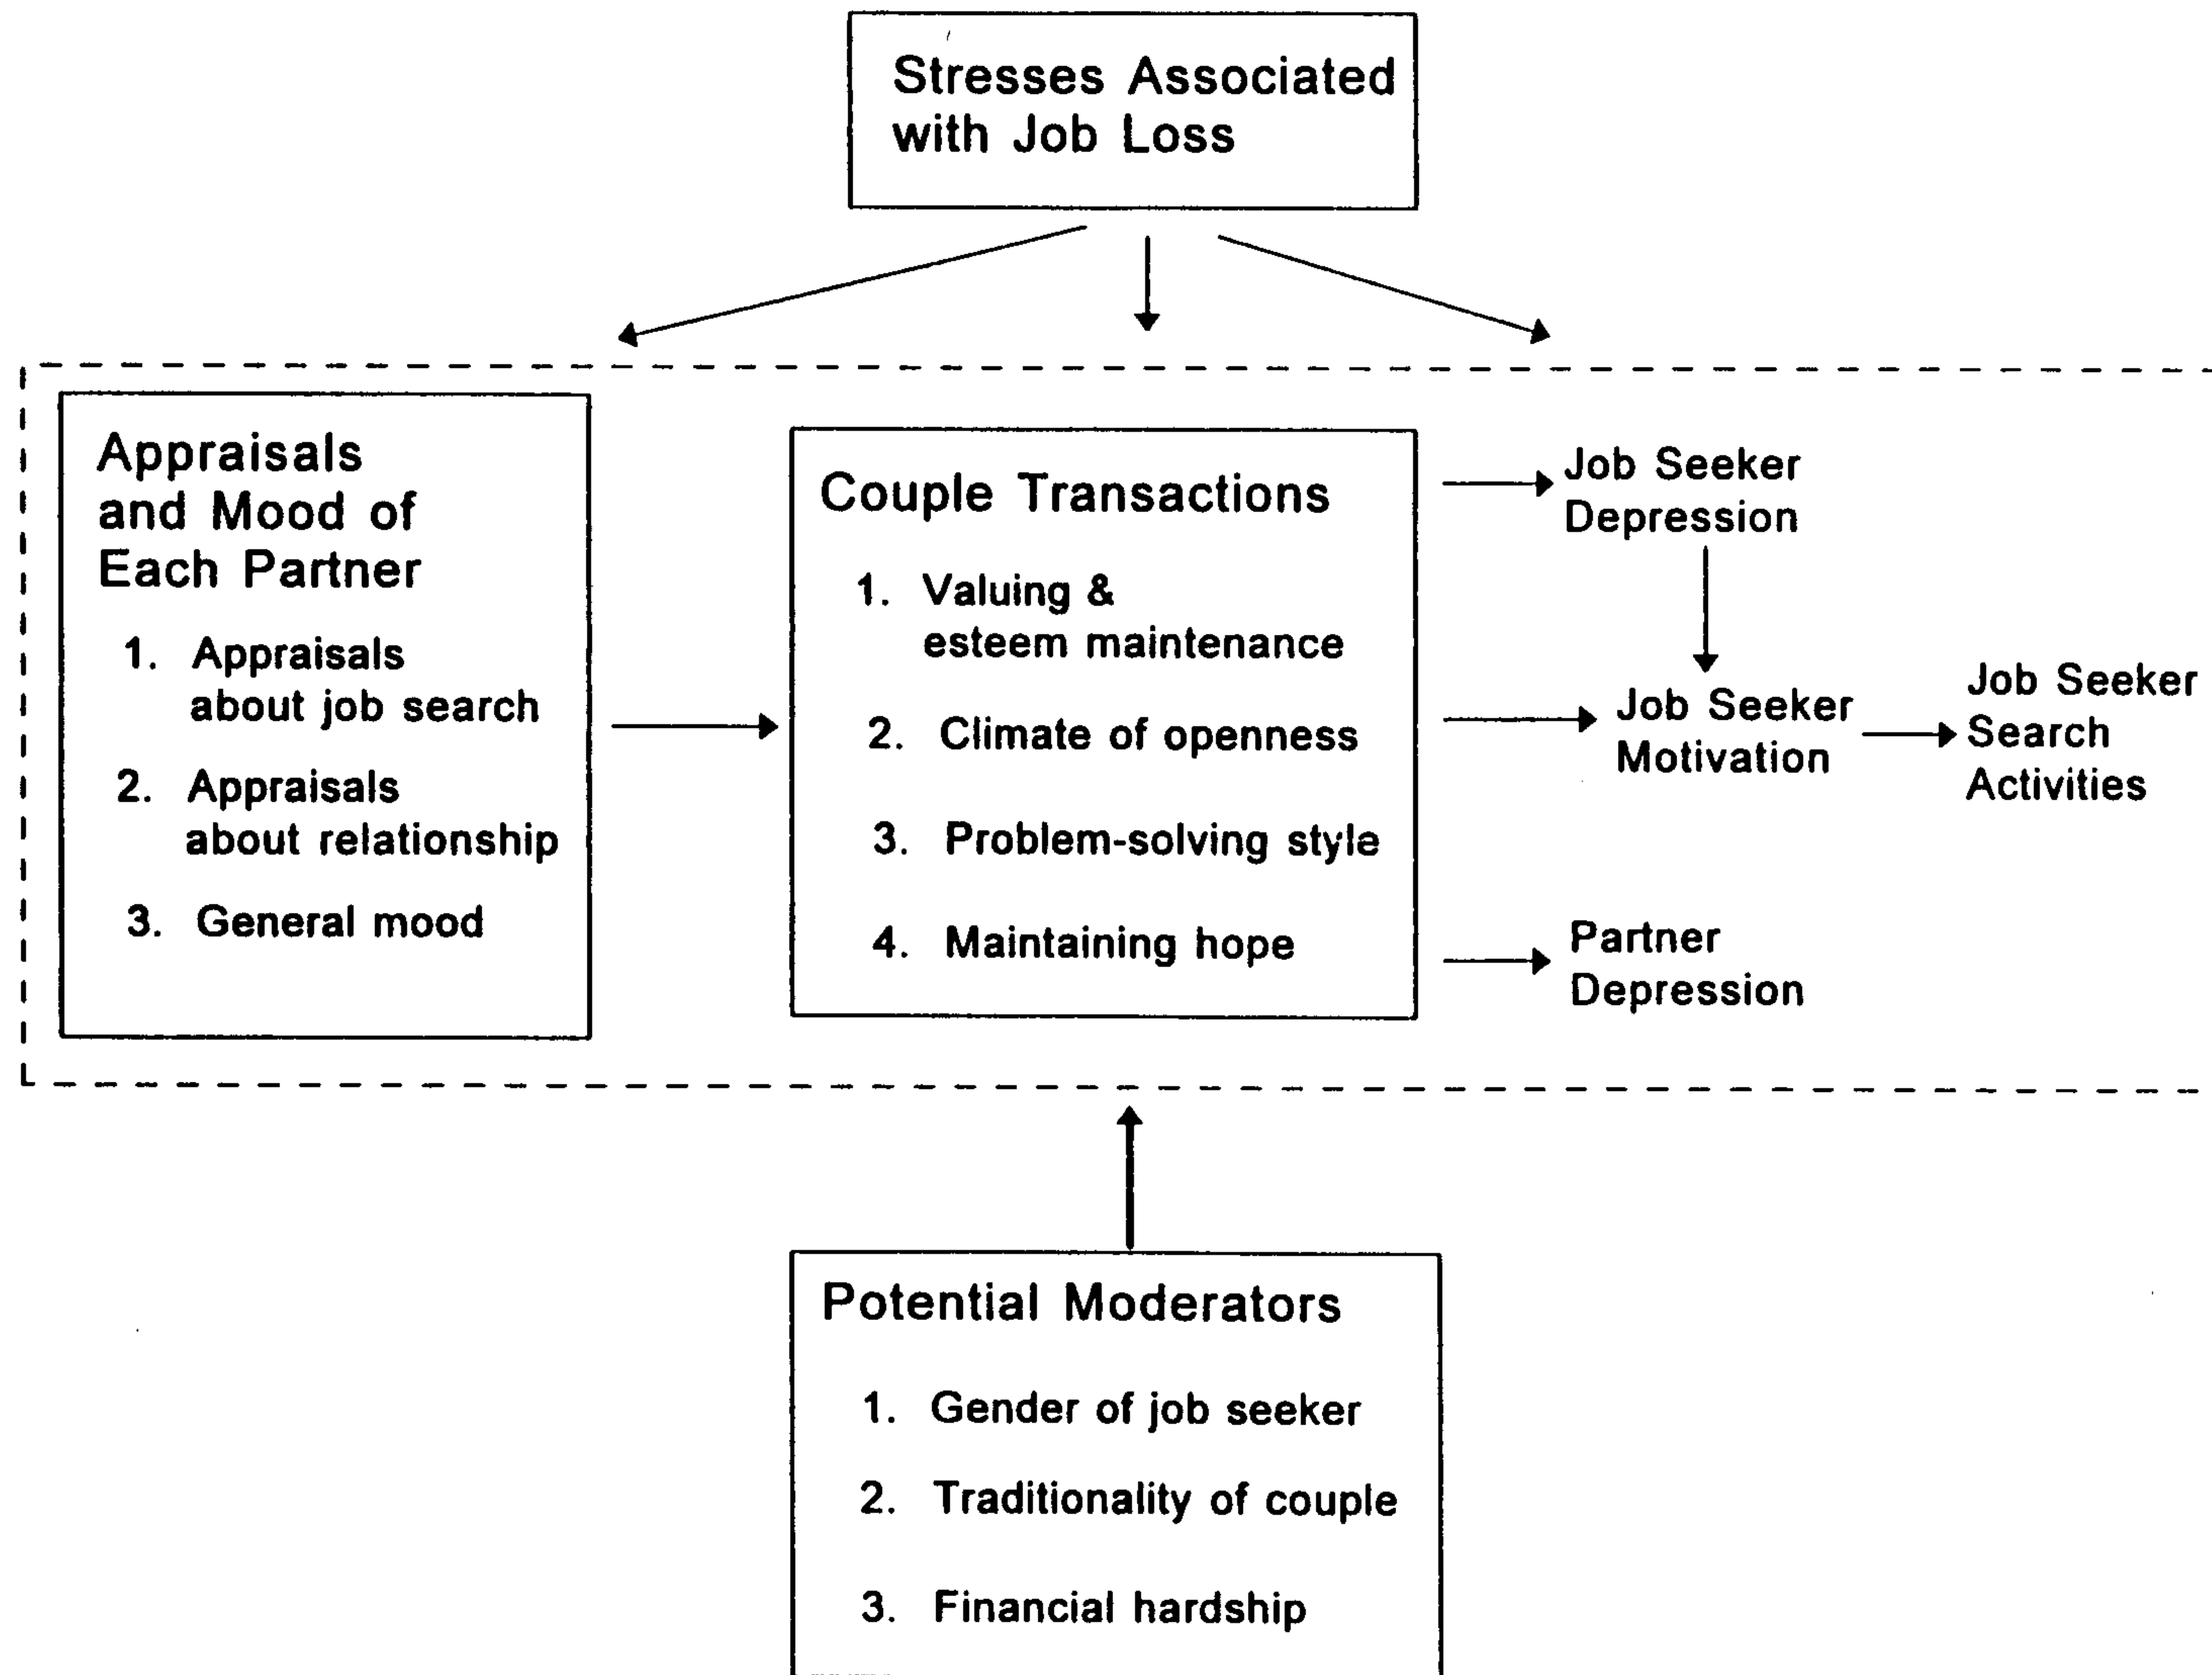 Stresses Associated
with Job Loss
Appraisals
and Mood of
Each Partner
1. Appraisals
about job search
2. Appraisals
about relationship
3. General mood
Couple Transactions
1. Valuing &
esteem maintenance
2. Climate of openness
3. Problem-solving style
4. Maintaining hope
Job Seeker
Depression
Job Seeker
Motivation
Job Seeker
Search
Activities
Partner
Depression
Potential Moderators
1. Gender of job seeker
2. Traditionality of couple
3. Financial hardship